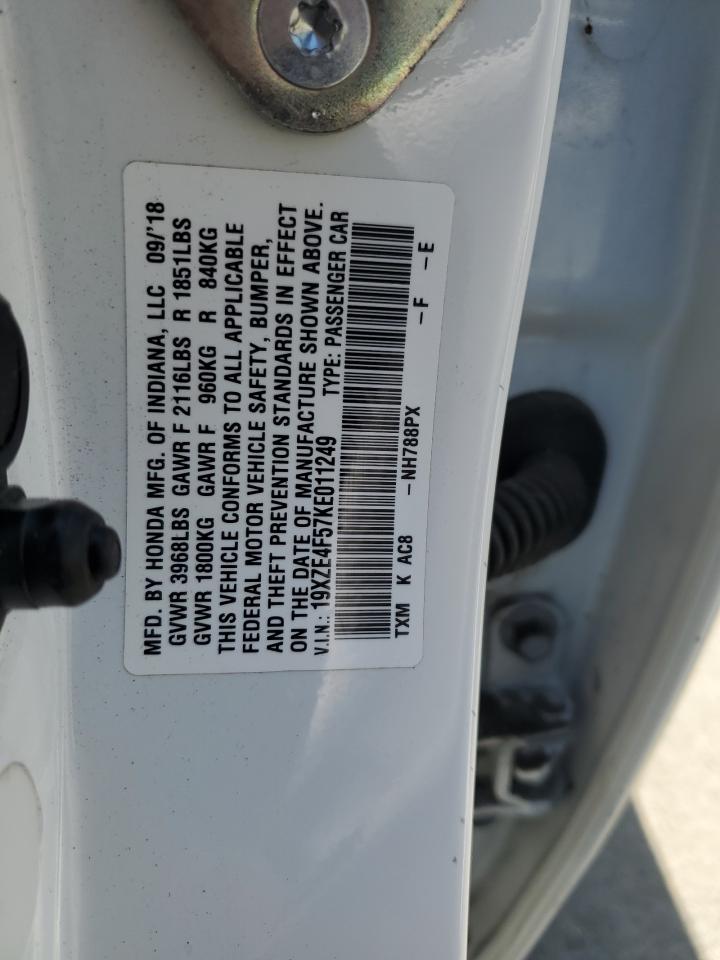 MFD. BY HONDA MFG. OF INDIANA, LLC 09/'18
GVWR 3968LBS GAWR F 2116LBS R 1851LBS
GVWR 1800KG GAWR F 960KG R 840KG
THIS VEHICLE CONFORMS TO ALL APPLICABLE
FEDERAL MOTOR VEHICLE SAFETY, BUMPER,
AND THEFT PREVENTION STANDARDS IN EFFECT
ON THE DATE OF MANUFACTURE SHOWN ABOVE.
V.I.N.: 19XZE4F57KE011249 TYPE: PASSENGER CAR
TXM K AC8 -NH788PX -F -E